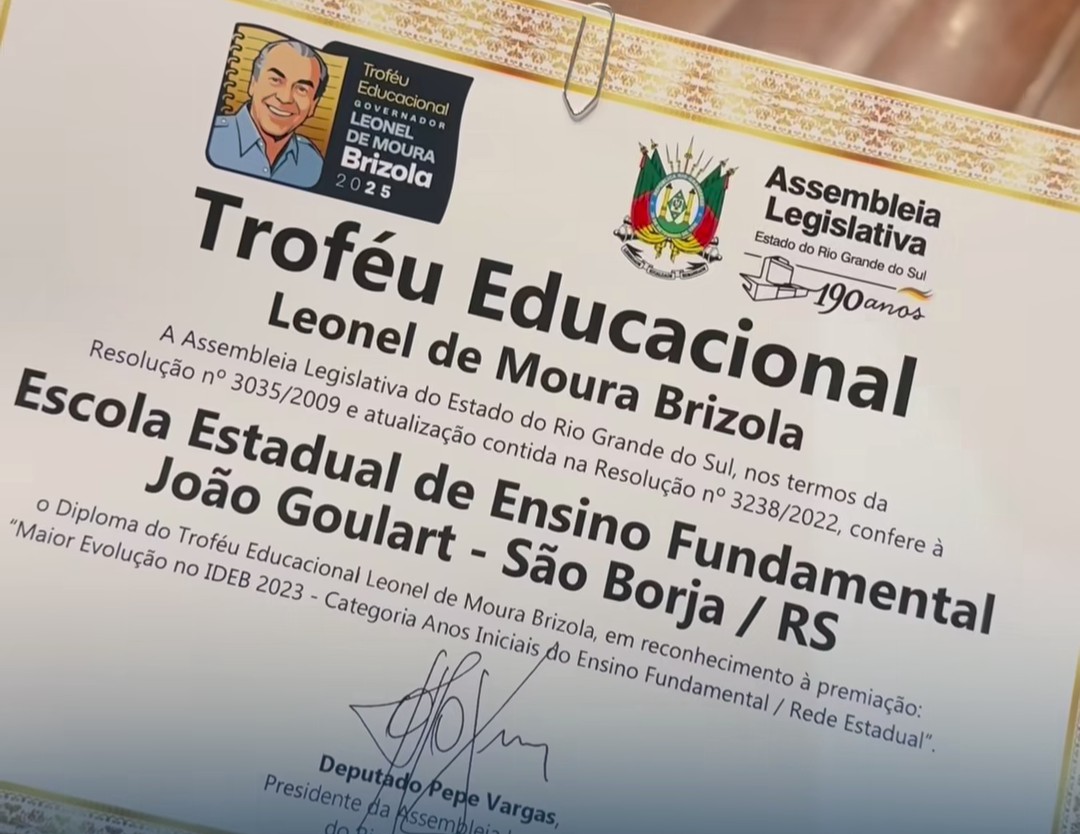 Troféu
Educacional
GOVERNADOR
LEONEL
DE MOURA
Brizola
2025
Assembleia
Legislativa
Estado do Rio Grande do Sul
190 anos
Troféu Educacional
Leonel de Moura Brizola
A Assembleia Legislativa do Estado do Rio Grande do Sul, nos termos da
Resolução nº 3035/2009 e atualização contida na Resolução nº 3238/2022, confere à
Escola Estadual de Ensino Fundamental
João Goulart - São Borja / RS
o Diploma do Troféu Educacional Leonel de Moura Brizola, em reconhecimento à premiação:
"Maior Evolução no IDEB 2023 - Categoria Anos Iniciais do Ensino Fundamental / Rede Estadual".
Deputado Pepe Vargas,
Presidente da Assembleia
do